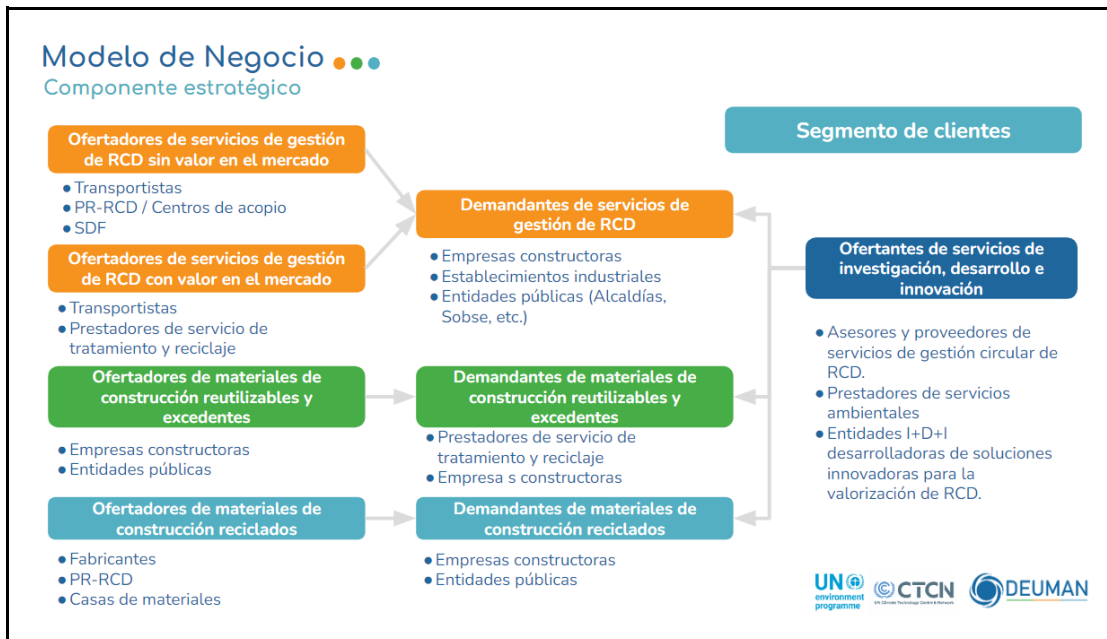 Modelo de Negocio
Componente estratégico
Segmento de clientes
Ofertadores de servicios de gestión
de RCD sin valor en el mercado
● Transportistas
● PR-RCD / Centros de acopio
● SDF
Ofertadores de servicios de gestión
de RCD con valor en el mercado
● Transportistas
● Prestadores de servicio de
tratamiento y reciclaje
Ofertadores de materiales de
construcción reutilizables y
excedentes
● Empresas constructoras
● Entidades públicas
Ofertadores de materiales de
construcción reciclados
● Fabricantes
● PR-RCD
● Casas de materiales
Demandantes de servicios de
gestión de RCD
● Empresas constructoras
● Establecimientos industriales
● Entidades públicas (Alcaldías,
Sobse, etc.)
Demandantes de materiales de
construcción reutilizables y
excedentes
● Prestadores de servicio de
tratamiento y reciclaje
● Empresa s constructoras
Demandantes de materiales de
construcción reciclados
● Empresas constructoras
● Entidades públicas
Ofertantes de servicios de
investigación, desarrollo e
innovación
● Asesores y proveedores de
servicios de gestión circular de
RCD.
● Prestadores de servicios
ambientales
● Entidades I+D+I
desarrolladoras de soluciones
innovadoras para la
valorización de RCD.
UN
environment
programme
CTCN
UN Climate Technology Centre & Network
DEUMAN